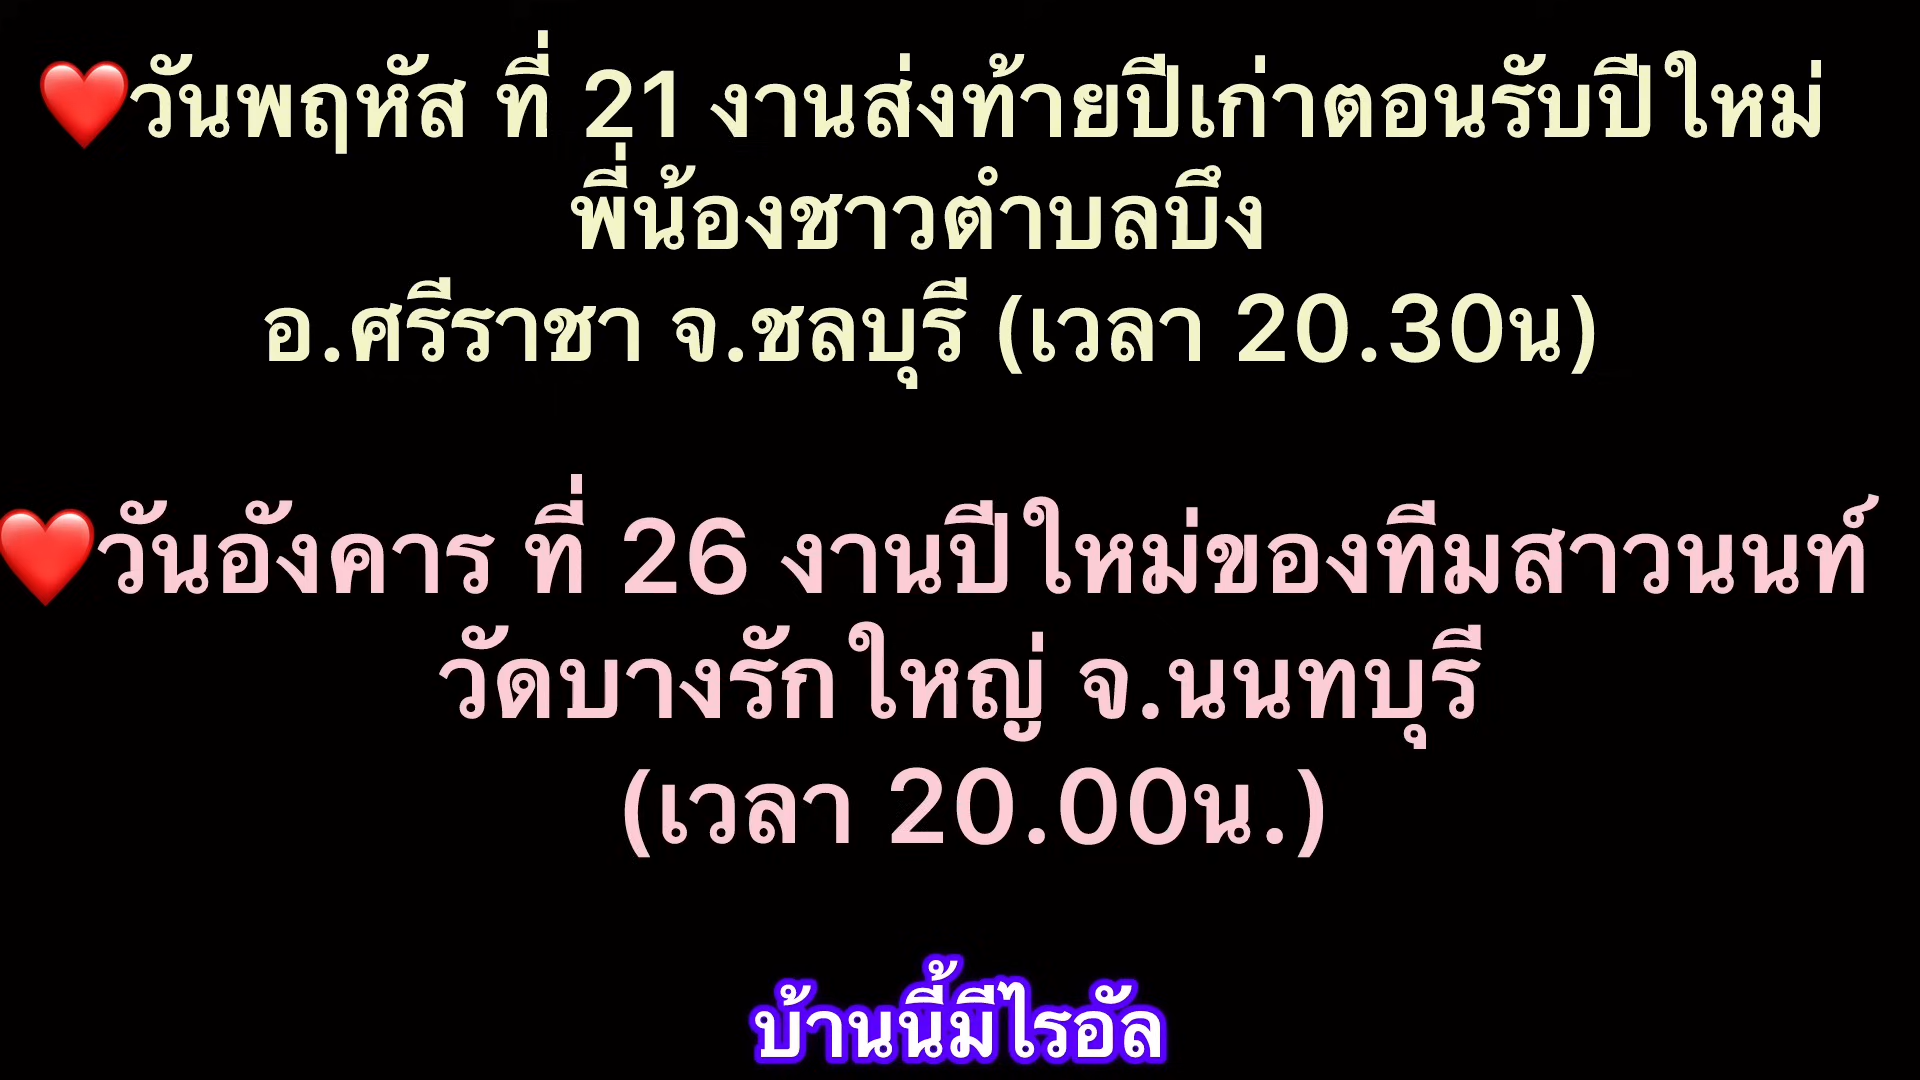 ❤️วันพฤหัส ที่ 21 งานส่งท้ายปีเก่าตอนรับปีใหม่
พี่น้องชาวตำบลบึง
อ.ศรีราชา จ.ชลบุรี (เวลา 20.30น)
❤️วันอังคาร ที่ 26 งานปีใหม่ของทีมสาวนนท์
วัดบางรักใหญ่ จ.นนทบุรี
(เวลา 20.00น.)
บ้านนี้มีไรอัล